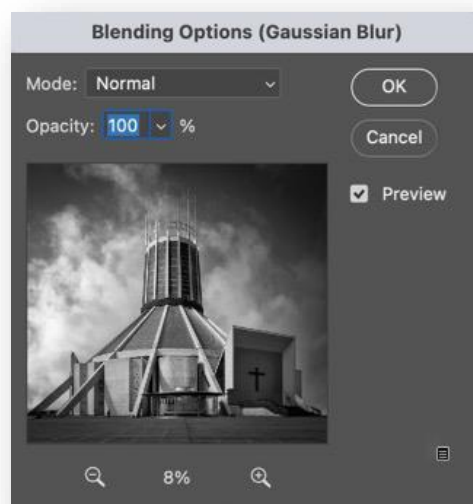 Blending Options (Gaussian Blur)
Mode: Normal
OK
Opacity: 100 %
Cancel
Preview
8%